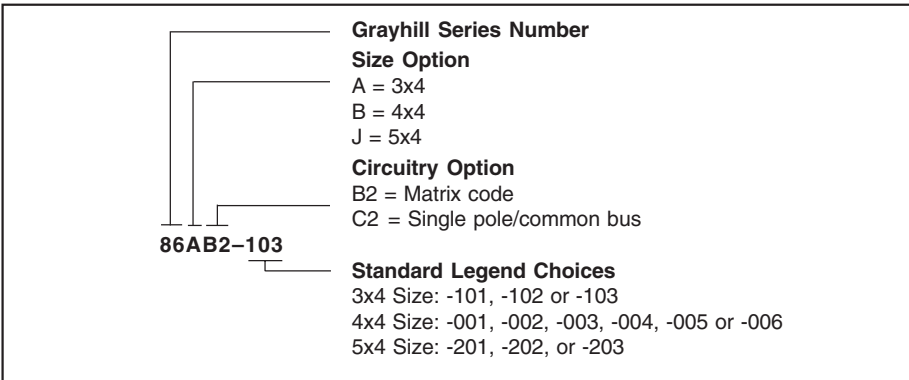 Grayhill Series Number
Size Option
A = 3x4
B = 4x4
J = 5x4
Circuitry Option
B2 = Matrix code
C2 = Single pole/common bus
86AB2–103
Standard Legend Choices
3x4 Size: -101, -102 or -103
4x4 Size: -001, -002, -003, -004, -005 or -006
5x4 Size: -201, -202, or -203